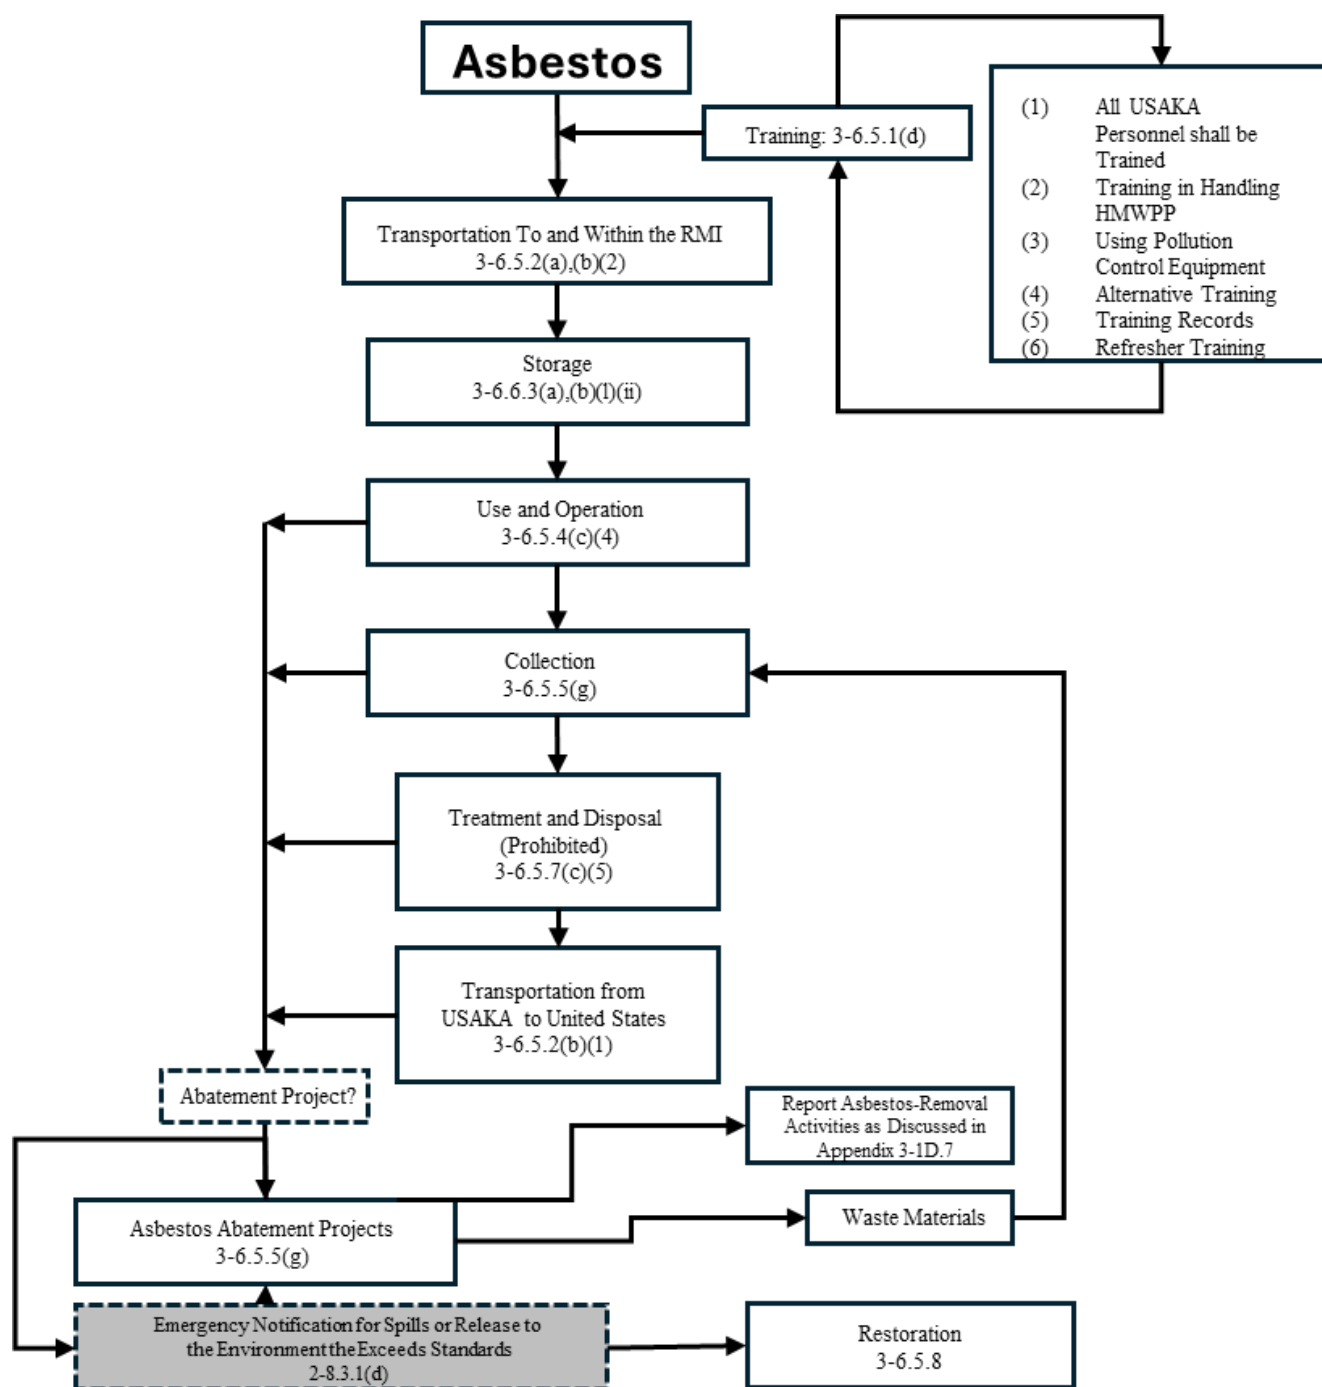 Asbestos
Training: 3-6.5.1(d)
(1) All USAKA
Personnel shall be
Trained
(2) Training in Handling
HMWPP
(3) Using Pollution
Control Equipment
(4) Alternative Training
(5) Training Records
(6) Refresher Training
Transportation To and Within the RMI
3-6.5.2(a),(b)(2)
Storage
3-6.6.3(a),(b)(l)(ii)
Use and Operation
3-6.5.4(c)(4)
Collection
3-6.5.5(g)
Treatment and Disposal
(Prohibited)
3-6.5.7(c)(5)
Transportation from
USAKA to United States
3-6.5.2(b)(1)
Abatement Project?
Report Asbestos-Removal
Activities as Discussed in
Appendix 3-1D.7
Asbestos Abatement Projects
3-6.5.5(g)
Waste Materials
Emergency Notification for Spills or Release to
the Environment the Exceeds Standards
2-8.3.1(d)
Restoration
3-6.5.8